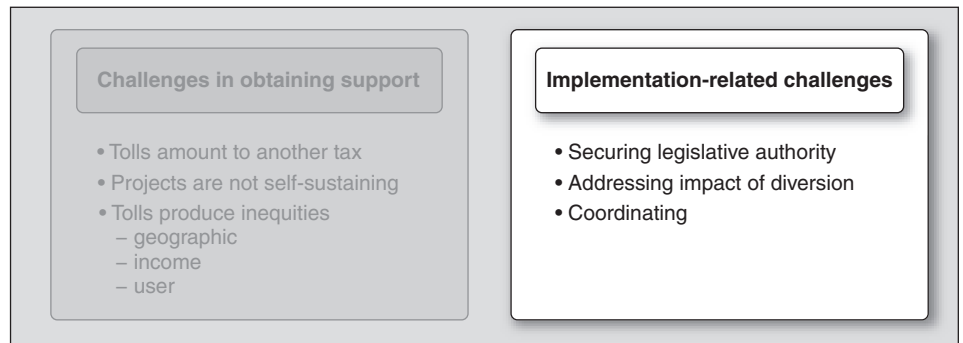 Challenges in obtaining support
• Tolls amount to another tax
• Projects are not self-sustaining
• Tolls produce inequities
– geographic
– income
– user
Implementation-related challenges
• Securing legislative authority
• Addressing impact of diversion
• Coordinating